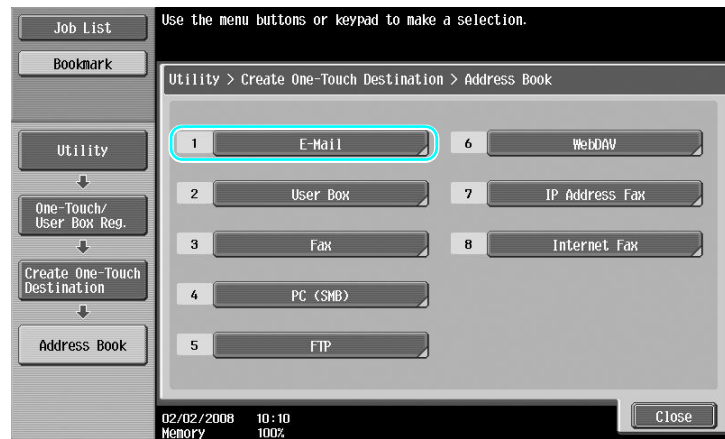 Job List
Bookmark
Use the menu buttons or keypad to make a selection.
Utility > Create One-Touch Destination > Address Book
Utility
One-Touch/
User Box Reg.
Create One-Touch
Destination
Address Book
1 E-Mail
2 User Box
3 Fax
4 PC (SMB)
5 FTP
6 WebDAV
7 IP Address Fax
8 Internet Fax
02/02/2008 10:10
Memory 100%
Close